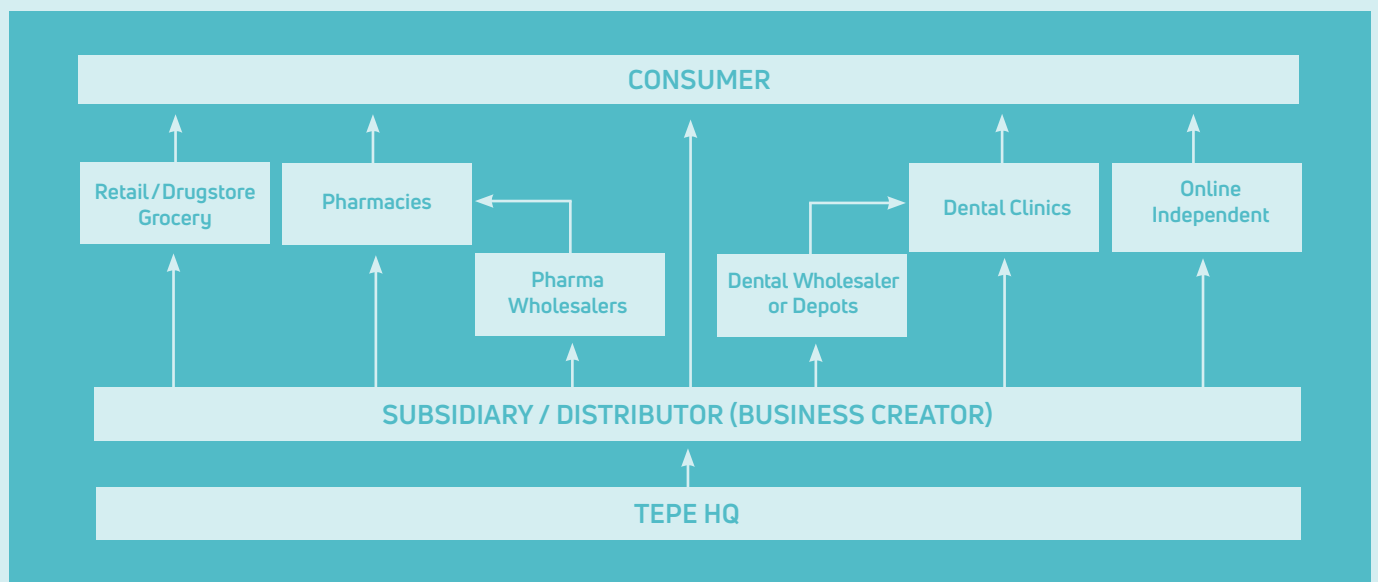 CONSUMER
Retail/Drugstore
Grocery
Pharmacies
Dental Clinics
Online
Independent
Pharma
Wholesalers
Dental Wholesaler
or Depots
SUBSIDIARY / DISTRIBUTOR (BUSINESS CREATOR)
TEPE HQ